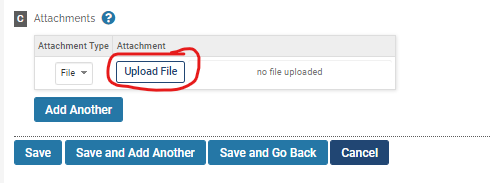 C Attachments ?
Attachment Type Attachment
File Upload File no file uploaded
Add Another
Save Save and Add Another Save and Go Back Cancel